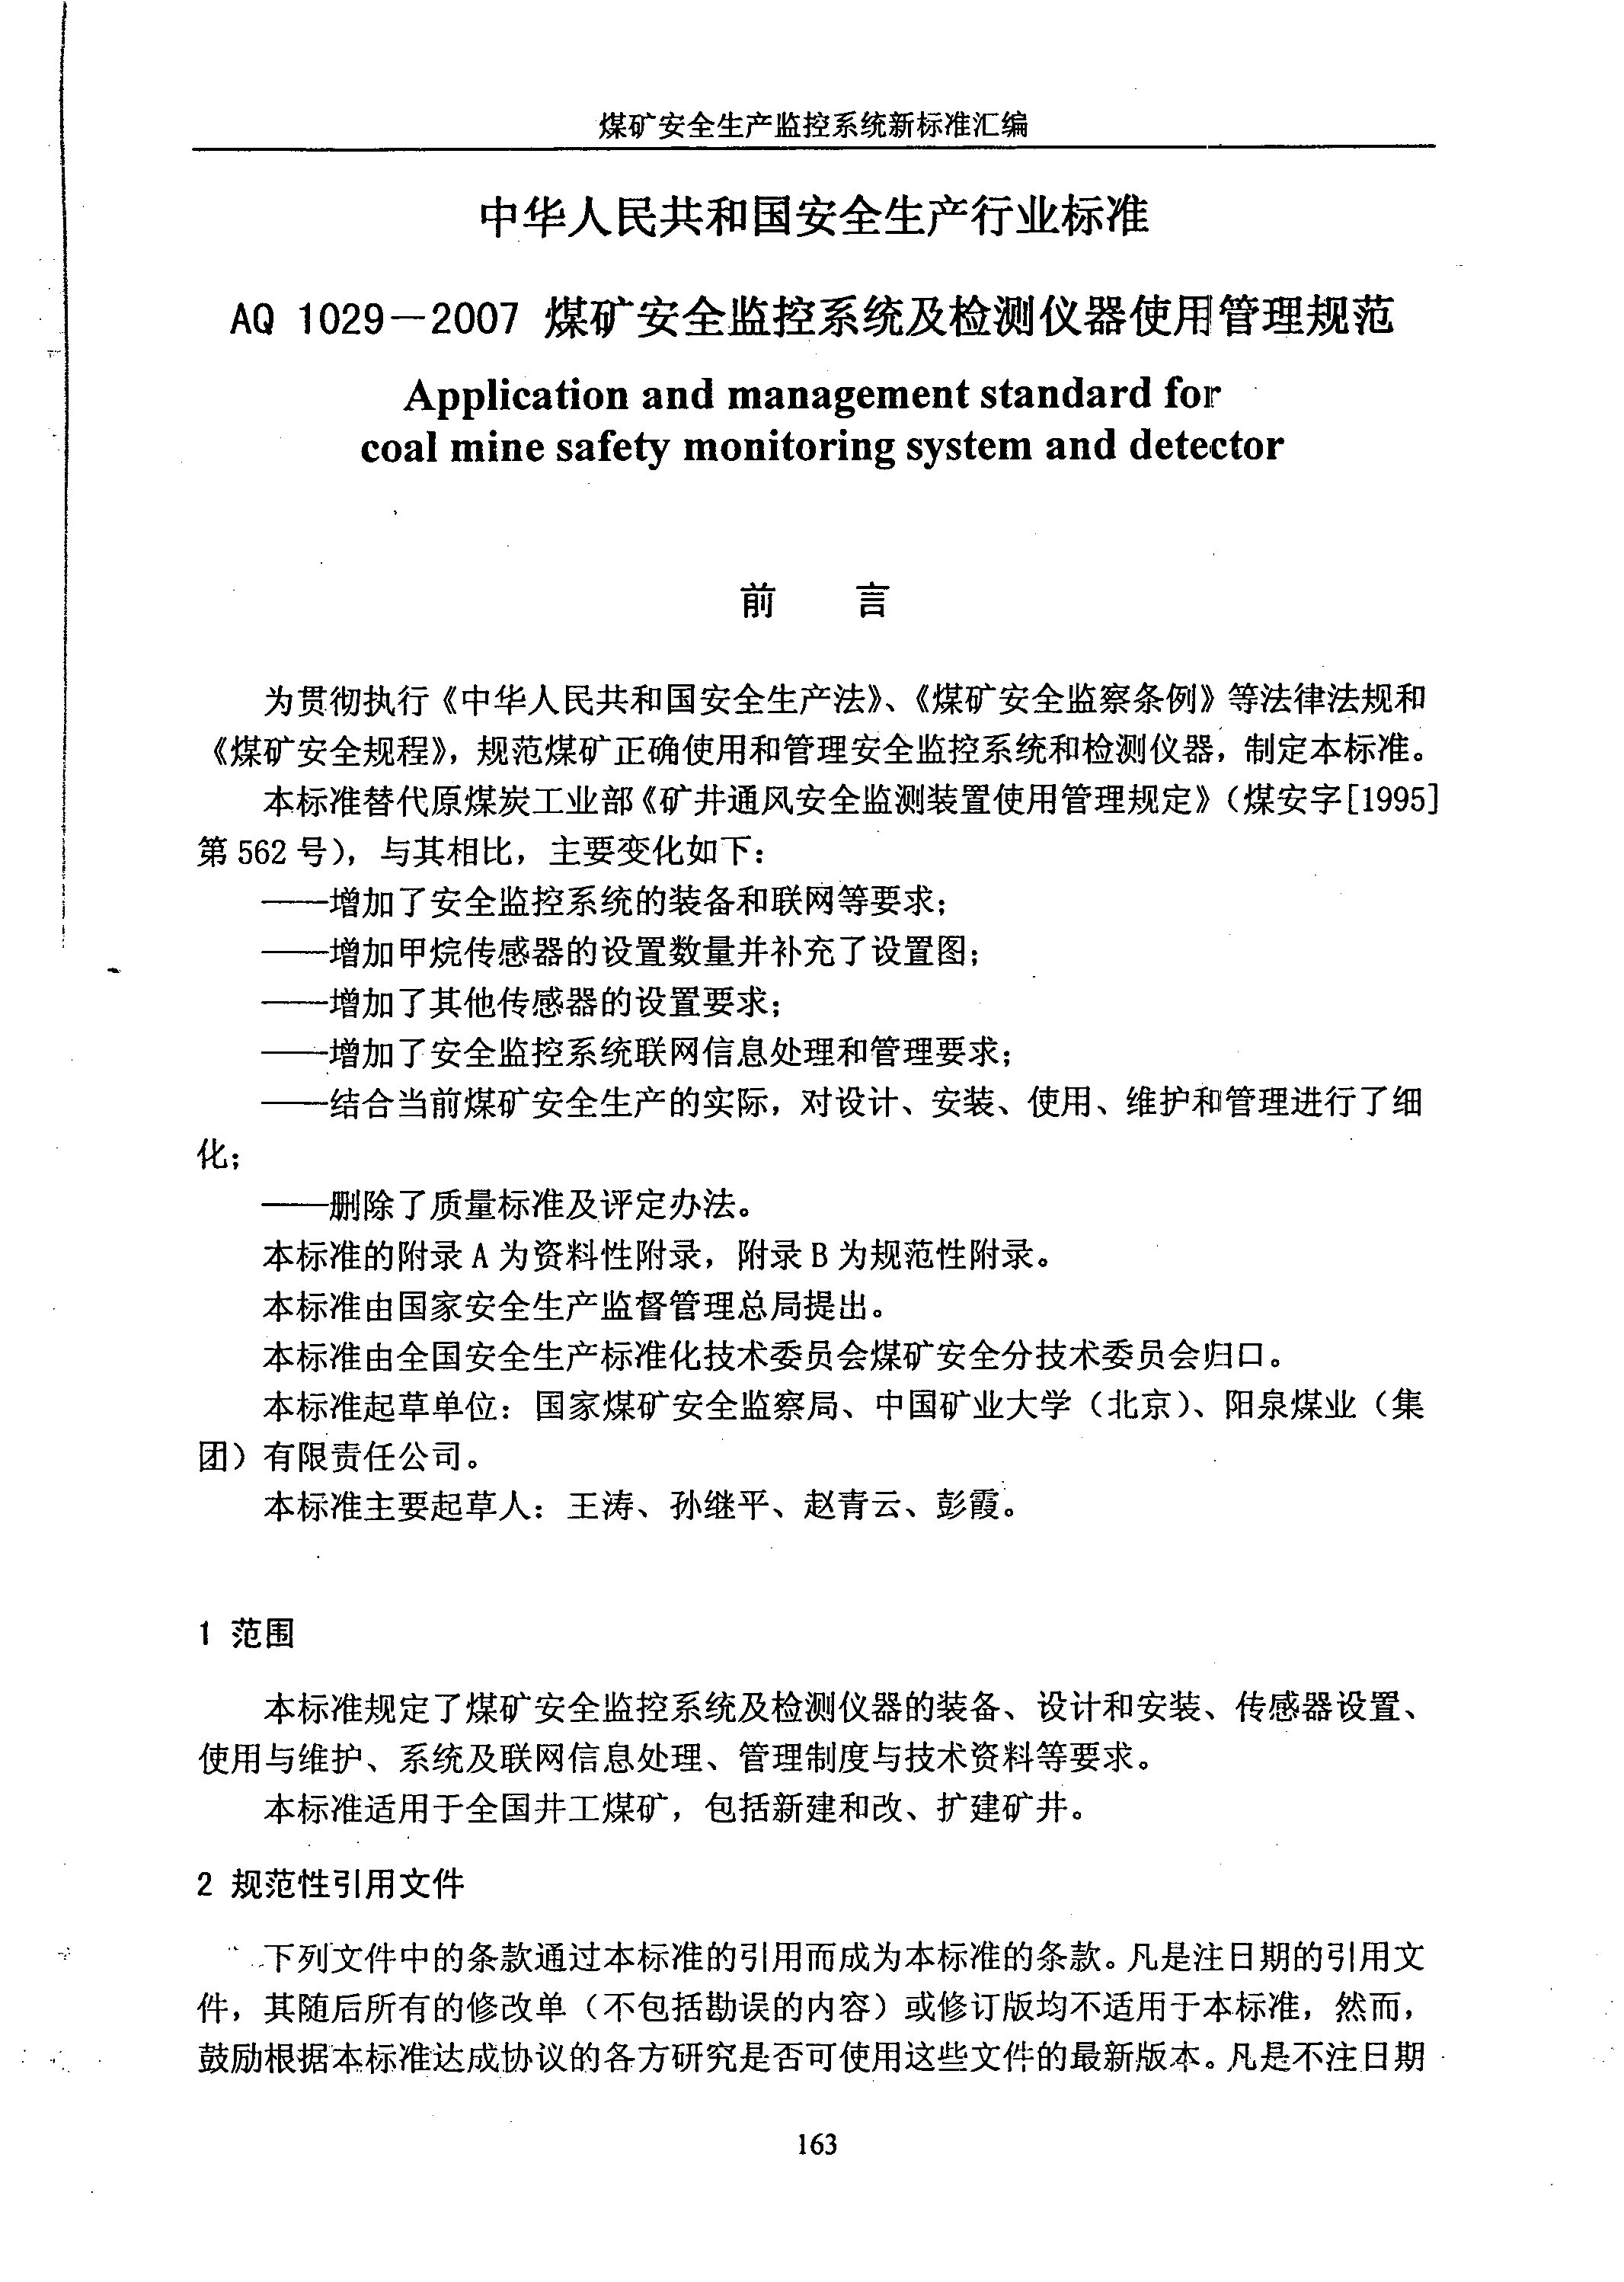 煤矿安全生产监控系统新标准汇编
中华人民共和国安全生产行业标准
AQ 1029－2007 煤矿安全监控系统及检测仪器使用管理规范
Application and management standard for
coal mine safety monitoring system and detector
前 言
为贯彻执行《中华人民共和国安全生产法》、《煤矿安全监察条例》等法律法规和
《煤矿安全规程》，规范煤矿正确使用和管理安全监控系统和检测仪器，制定本标准。
本标准替代原煤炭工业部《矿井通风安全监测装置使用管理规定》（煤安字[1995]
第 562 号），与其相比，主要变化如下：
——增加了安全监控系统的装备和联网等要求；
——增加甲烷传感器的设置数量并补充了设置图；
——增加了其他传感器的设置要求；
——增加了安全监控系统联网信息处理和管理要求；
——结合当前煤矿安全生产的实际，对设计、安装、使用、维护和管理进行了细
化；
——删除了质量标准及评定办法。
本标准的附录 A 为资料性附录，附录 B 为规范性附录。
本标准由国家安全生产监督管理总局提出。
本标准由全国安全生产标准化技术委员会煤矿安全分技术委员会归口。
本标准起草单位：国家煤矿安全监察局、中国矿业大学（北京）、阳泉煤业（集
团）有限责任公司。
本标准主要起草人：王涛、孙继平、赵青云、彭霞。
1 范围
本标准规定了煤矿安全监控系统及检测仪器的装备、设计和安装、传感器设置、
使用与维护、系统及联网信息处理、管理制度与技术资料等要求。
本标准适用于全国井工煤矿，包括新建和改、扩建矿井。
2 规范性引用文件
下列文件中的条款通过本标准的引用而成为本标准的条款。凡是注日期的引用文
件，其随后所有的修改单（不包括勘误的内容）或修订版均不适用于本标准，然而，
鼓励根据本标准达成协议的各方研究是否可使用这些文件的最新版本。凡是不注日期
163